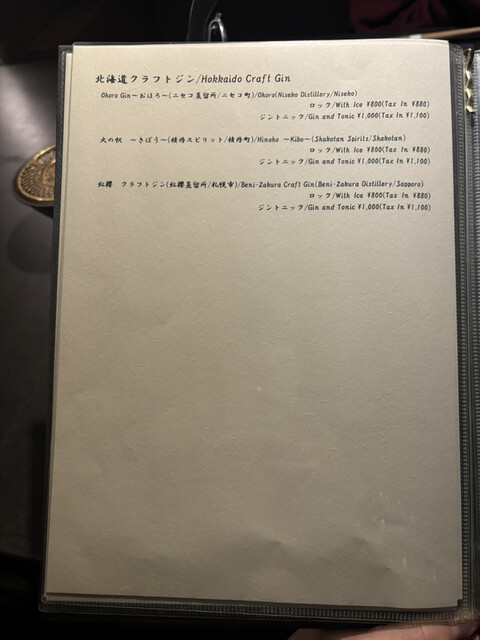 北海道クラフトジン/Hokkaido Craft Gin
Ohoro Gin～おほろ～(ニセコ蒸留所/ニセコ町)/Ohoro(Niseko Distillery/Niseko)
ロック/With Ice ¥800(Tax In ¥880)
ジントニック/Gin and Tonic ¥1,000(Tax In ¥1,100)
火の帆　～きぼう～(積丹スピリット/積丹町)/Hinoho ～Kibo～(Shakotan Spirits/Shakotan)
ロック/With Ice ¥800(Tax In ¥880)
ジントニック/Gin and Tonic ¥1,000(Tax In ¥1,100)
紅櫻　クラフトジン(紅櫻蒸留所/札幌市)/Beni-Zakura Craft Gin(Beni-Zakura Distillery/Sapporo)
ロック/With Ice ¥800(Tax In ¥880)
ジントニック/Gin and Tonic ¥1,000(Tax In ¥1,100)